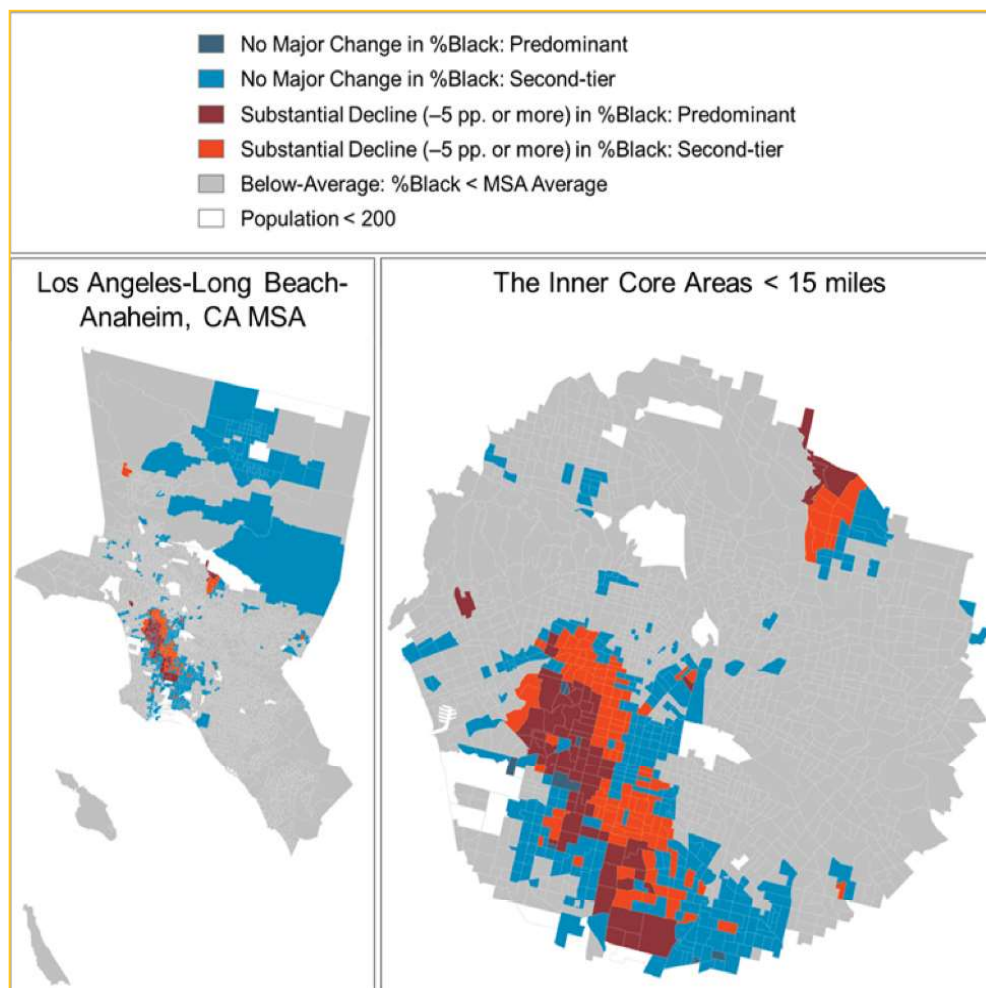 No Major Change in %Black: Predominant
No Major Change in %Black: Second-tier
Substantial Decline (–5 pp. or more) in %Black: Predominant
Substantial Decline (–5 pp. or more) in %Black: Second-tier
Below-Average: %Black < MSA Average
Population < 200
Los Angeles-Long Beach-
Anaheim, CA MSA
The Inner Core Areas < 15 miles